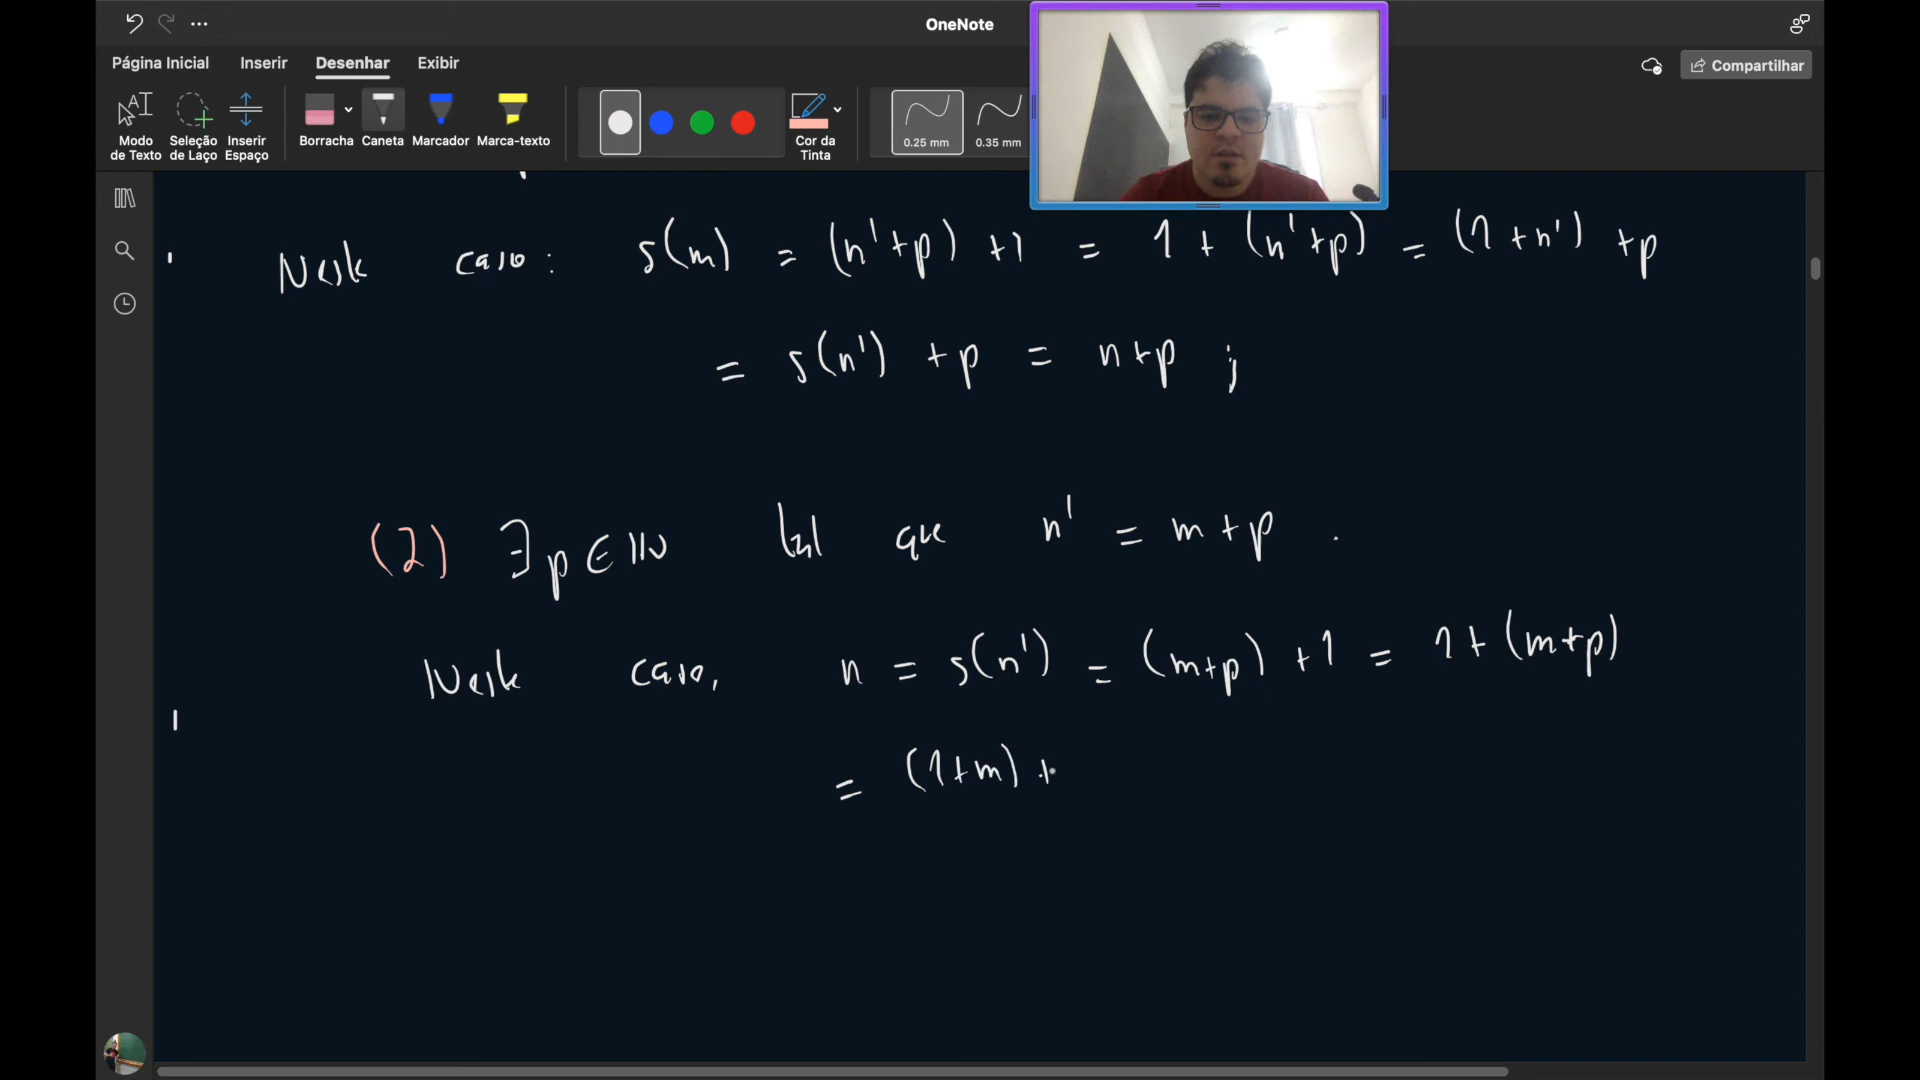 OneNote
Página Inicial Inserir Desenhar Exibir
Compartilhar
Modo de Texto
Seleção de Laço
Inserir Espaço
Borracha
Caneta
Marcador
Marca-texto
Cor da Tinta
0.25 mm
0.35 mm
Neste caso: s(m) = (n'+p) +1 = 1 + (n'+p) = (1+n') +p
= s(n') +p = n+p ;
(2) ∃p∈ℕ tal que n' = m+p .
Neste caso, n = s(n') = (m+p) +1 = 1+(m+p)
= (1+m) +